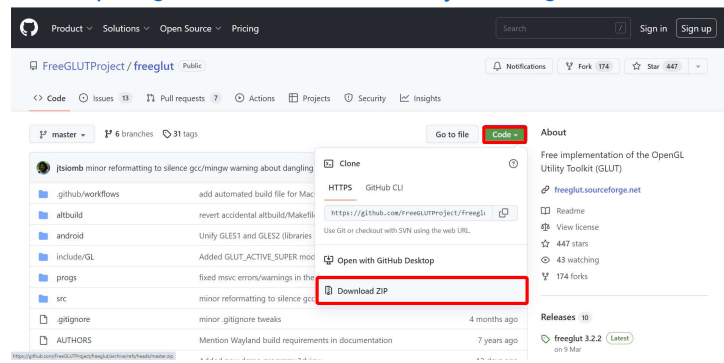 Product Solutions Open Source Pricing Search / Sign in Sign up
FreeGLUTProject / freeglut Public Notifications Fork 174 Star 447
<> Code Issues 13 Pull requests 7 Actions Projects Security Insights
master 6 branches 31 tags Go to file Code
jtsiomb minor reformatting to silence gcc/mingw warning about dangling
.github/workflows add automated build file for Mac
altbuild revert accidental altbuild/Makefil
android Unify GLES1 and GLES2 (libraries
include/GL Added GLUT_ACTIVE_SUPER mod
progs fixed msvc errors/warnings in the
src minor reformatting to silence gcc
.gitignore minor .gitignore tweaks 4 months ago
AUTHORS Mention Wayland build requirements in documentation 7 years ago
Clone
HTTPS GitHub CLI
https://github.com/FreeGLUTProject/freeglu
Use Git or checkout with SVN using the web URL.
Open with GitHub Desktop
Download ZIP
About
Free implementation of the OpenGL
Utility Toolkit (GLUT)
freeglut.sourceforge.net
Readme
View license
447 stars
43 watching
174 forks
Releases 10
freeglut 3.2.2 Latest
on 9 Mar
https://github.com/FreeGLUTProject/freeglut/archive/refs/heads/master.zip